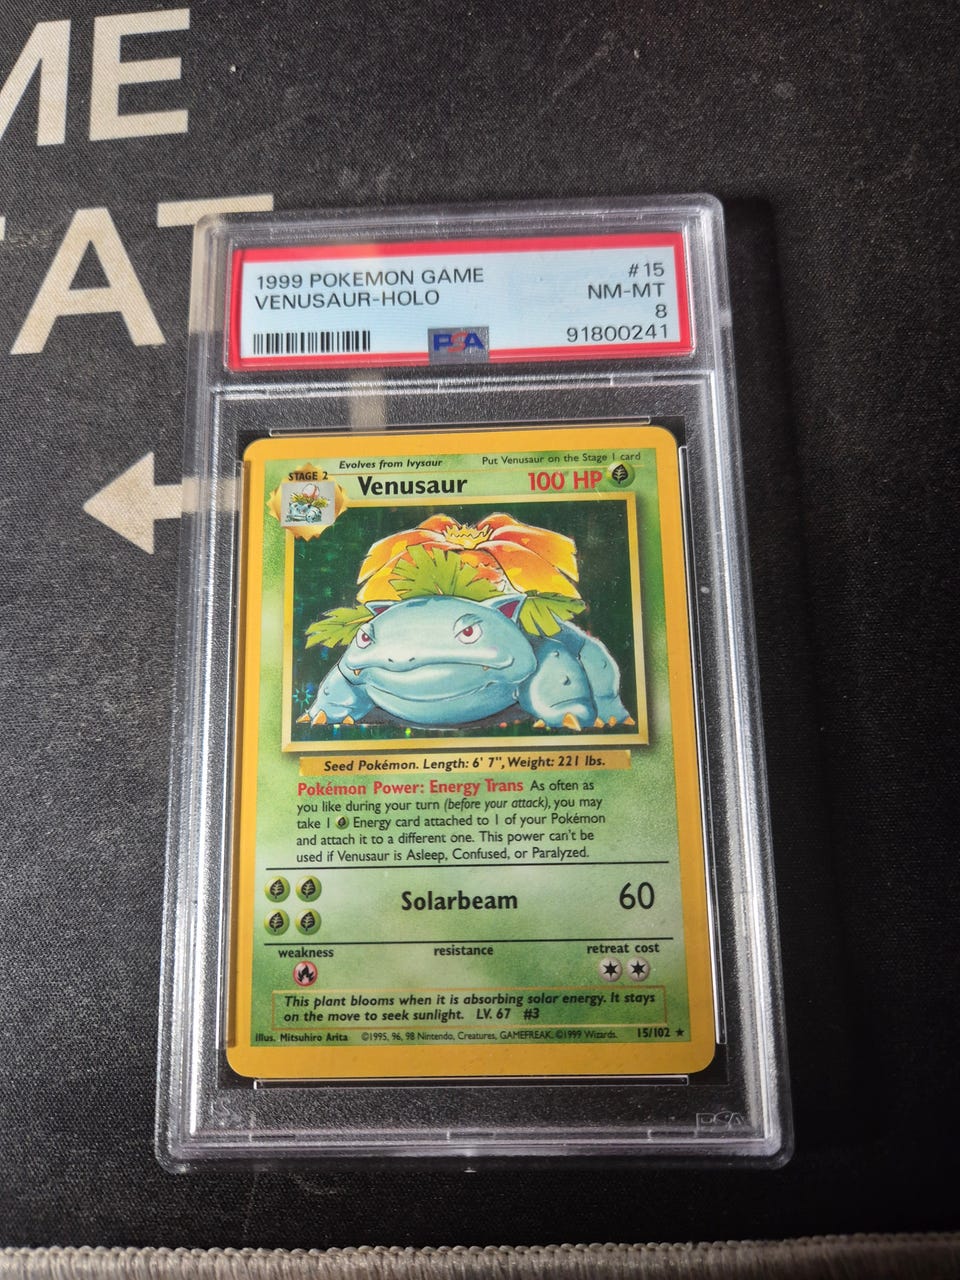 ME
TAT
1999 POKEMON GAME #15
VENUSAUR-HOLO NM-MT
8
PSA 91800241
Evolves from Ivysaur Put Venusaur on the Stage 1 card
STAGE 2 Venusaur 100 HP
Seed Pokémon. Length: 6' 7", Weight: 221 lbs.
Pokémon Power: Energy Trans As often as
you like during your turn (before your attack), you may
take 1 Energy card attached to 1 of your Pokémon
and attach it to a different one. This power can't be
used if Venusaur is Asleep, Confused, or Paralyzed.
Solarbeam 60
weakness resistance retreat cost
This plant blooms when it is absorbing solar energy. It stays
on the move to seek sunlight. LV. 67 #3
Illus. Mitsuhiro Arita ©1995, 96, 98 Nintendo, Creatures, GAMEFREAK. ©1999 Wizards. 15/102 ★
PSA